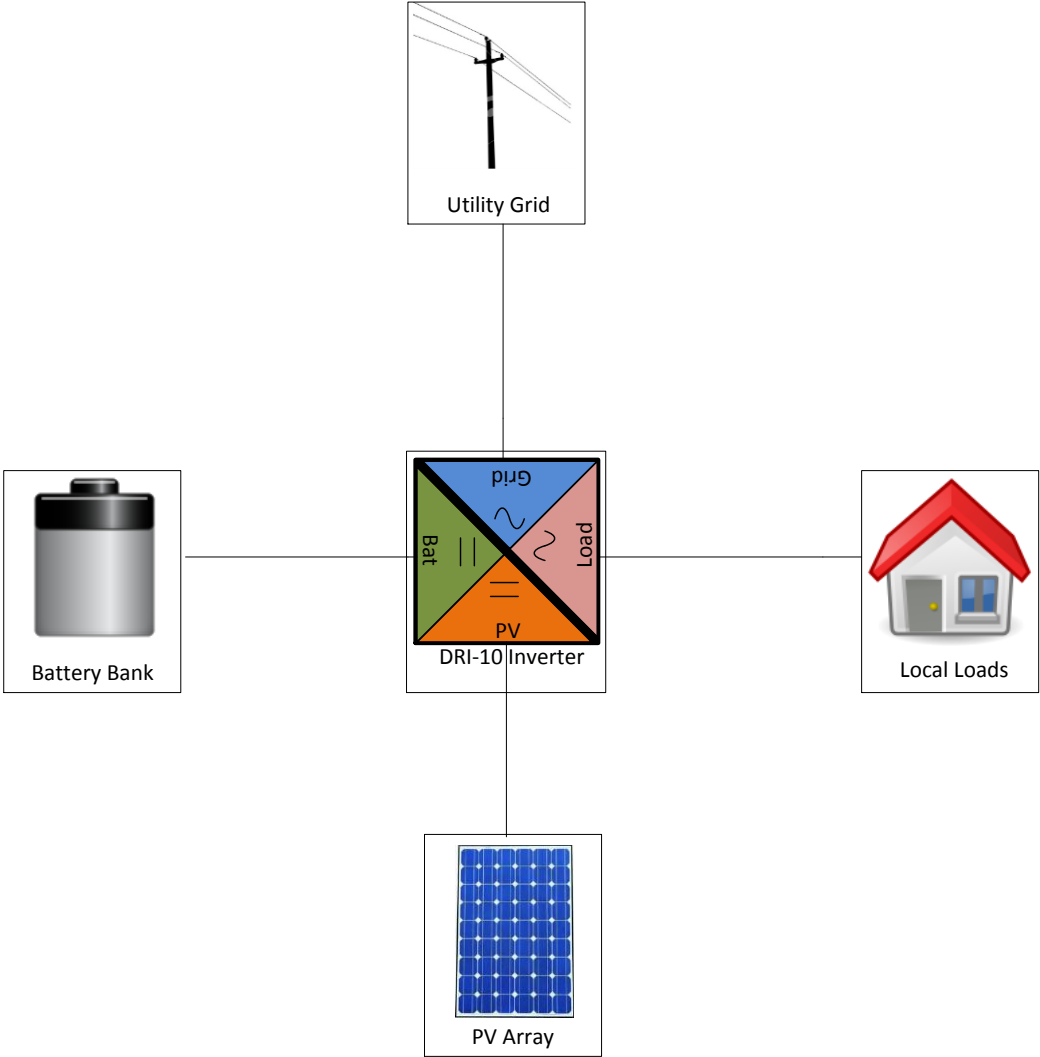 Utility Grid
Grid
Bat
Load
PV
DRI-10 Inverter
Battery Bank
Local Loads
PV Array